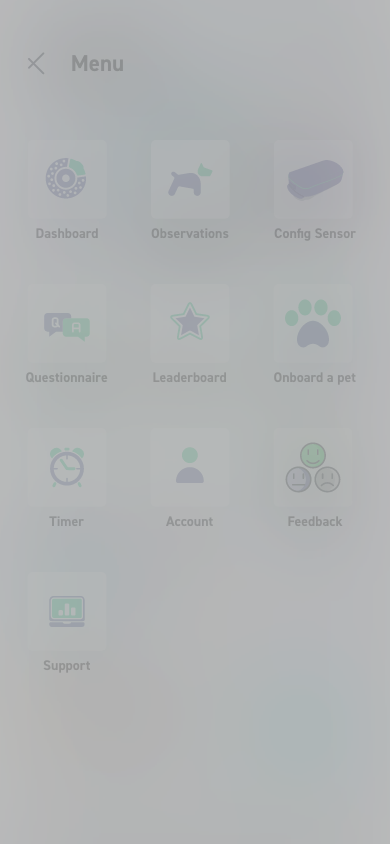 Menu
Dashboard
Observations
Config Sensor
Q
A
Questionnaire
Leaderboard
Onboard a pet
Timer
Account
Feedback
Support